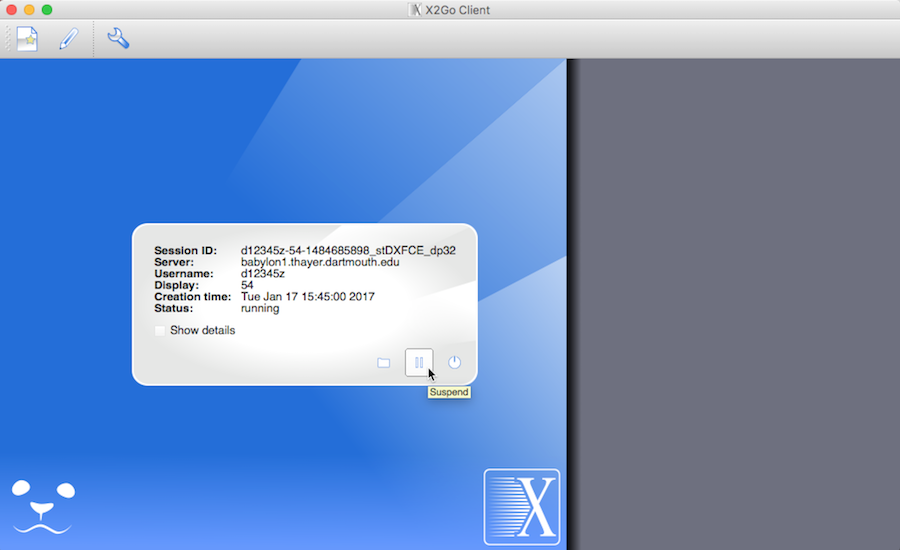 X2Go Client
Session ID: d12345z-54-1484685898_stDXFCE_dp32
Server: babylon1.thayer.dartmouth.edu
Username: d12345z
Display: 54
Creation time: Tue Jan 17 15:45:00 2017
Status: running
Show details
Suspend
X